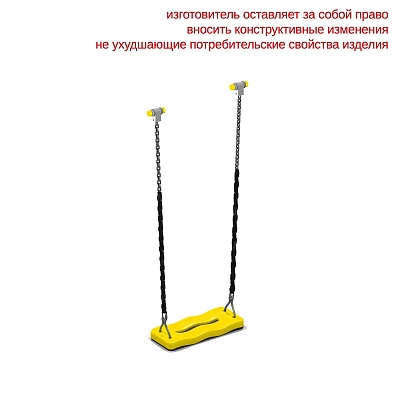 изготовитель оставляет за собой право
вносить конструктивные изменения
не ухудшающие потребительские свойства изделия